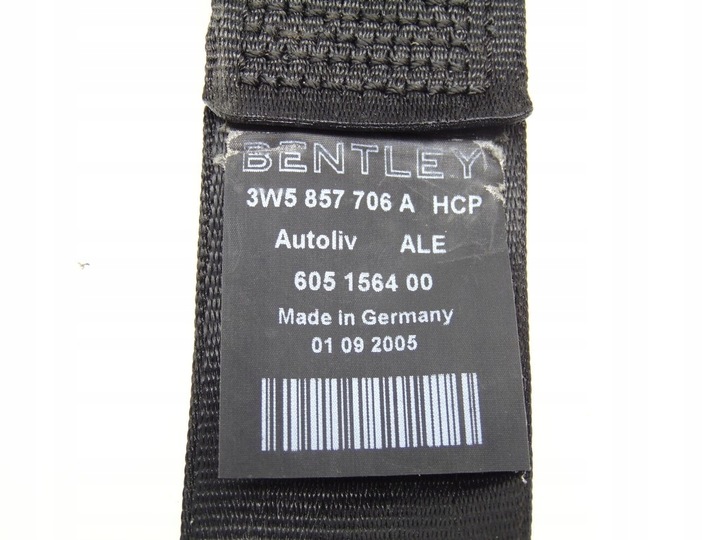 BENTLEY
3W5 857 706 A HCP
Autoliv ALE
605 1564 00
Made in Germany
01 09 2005